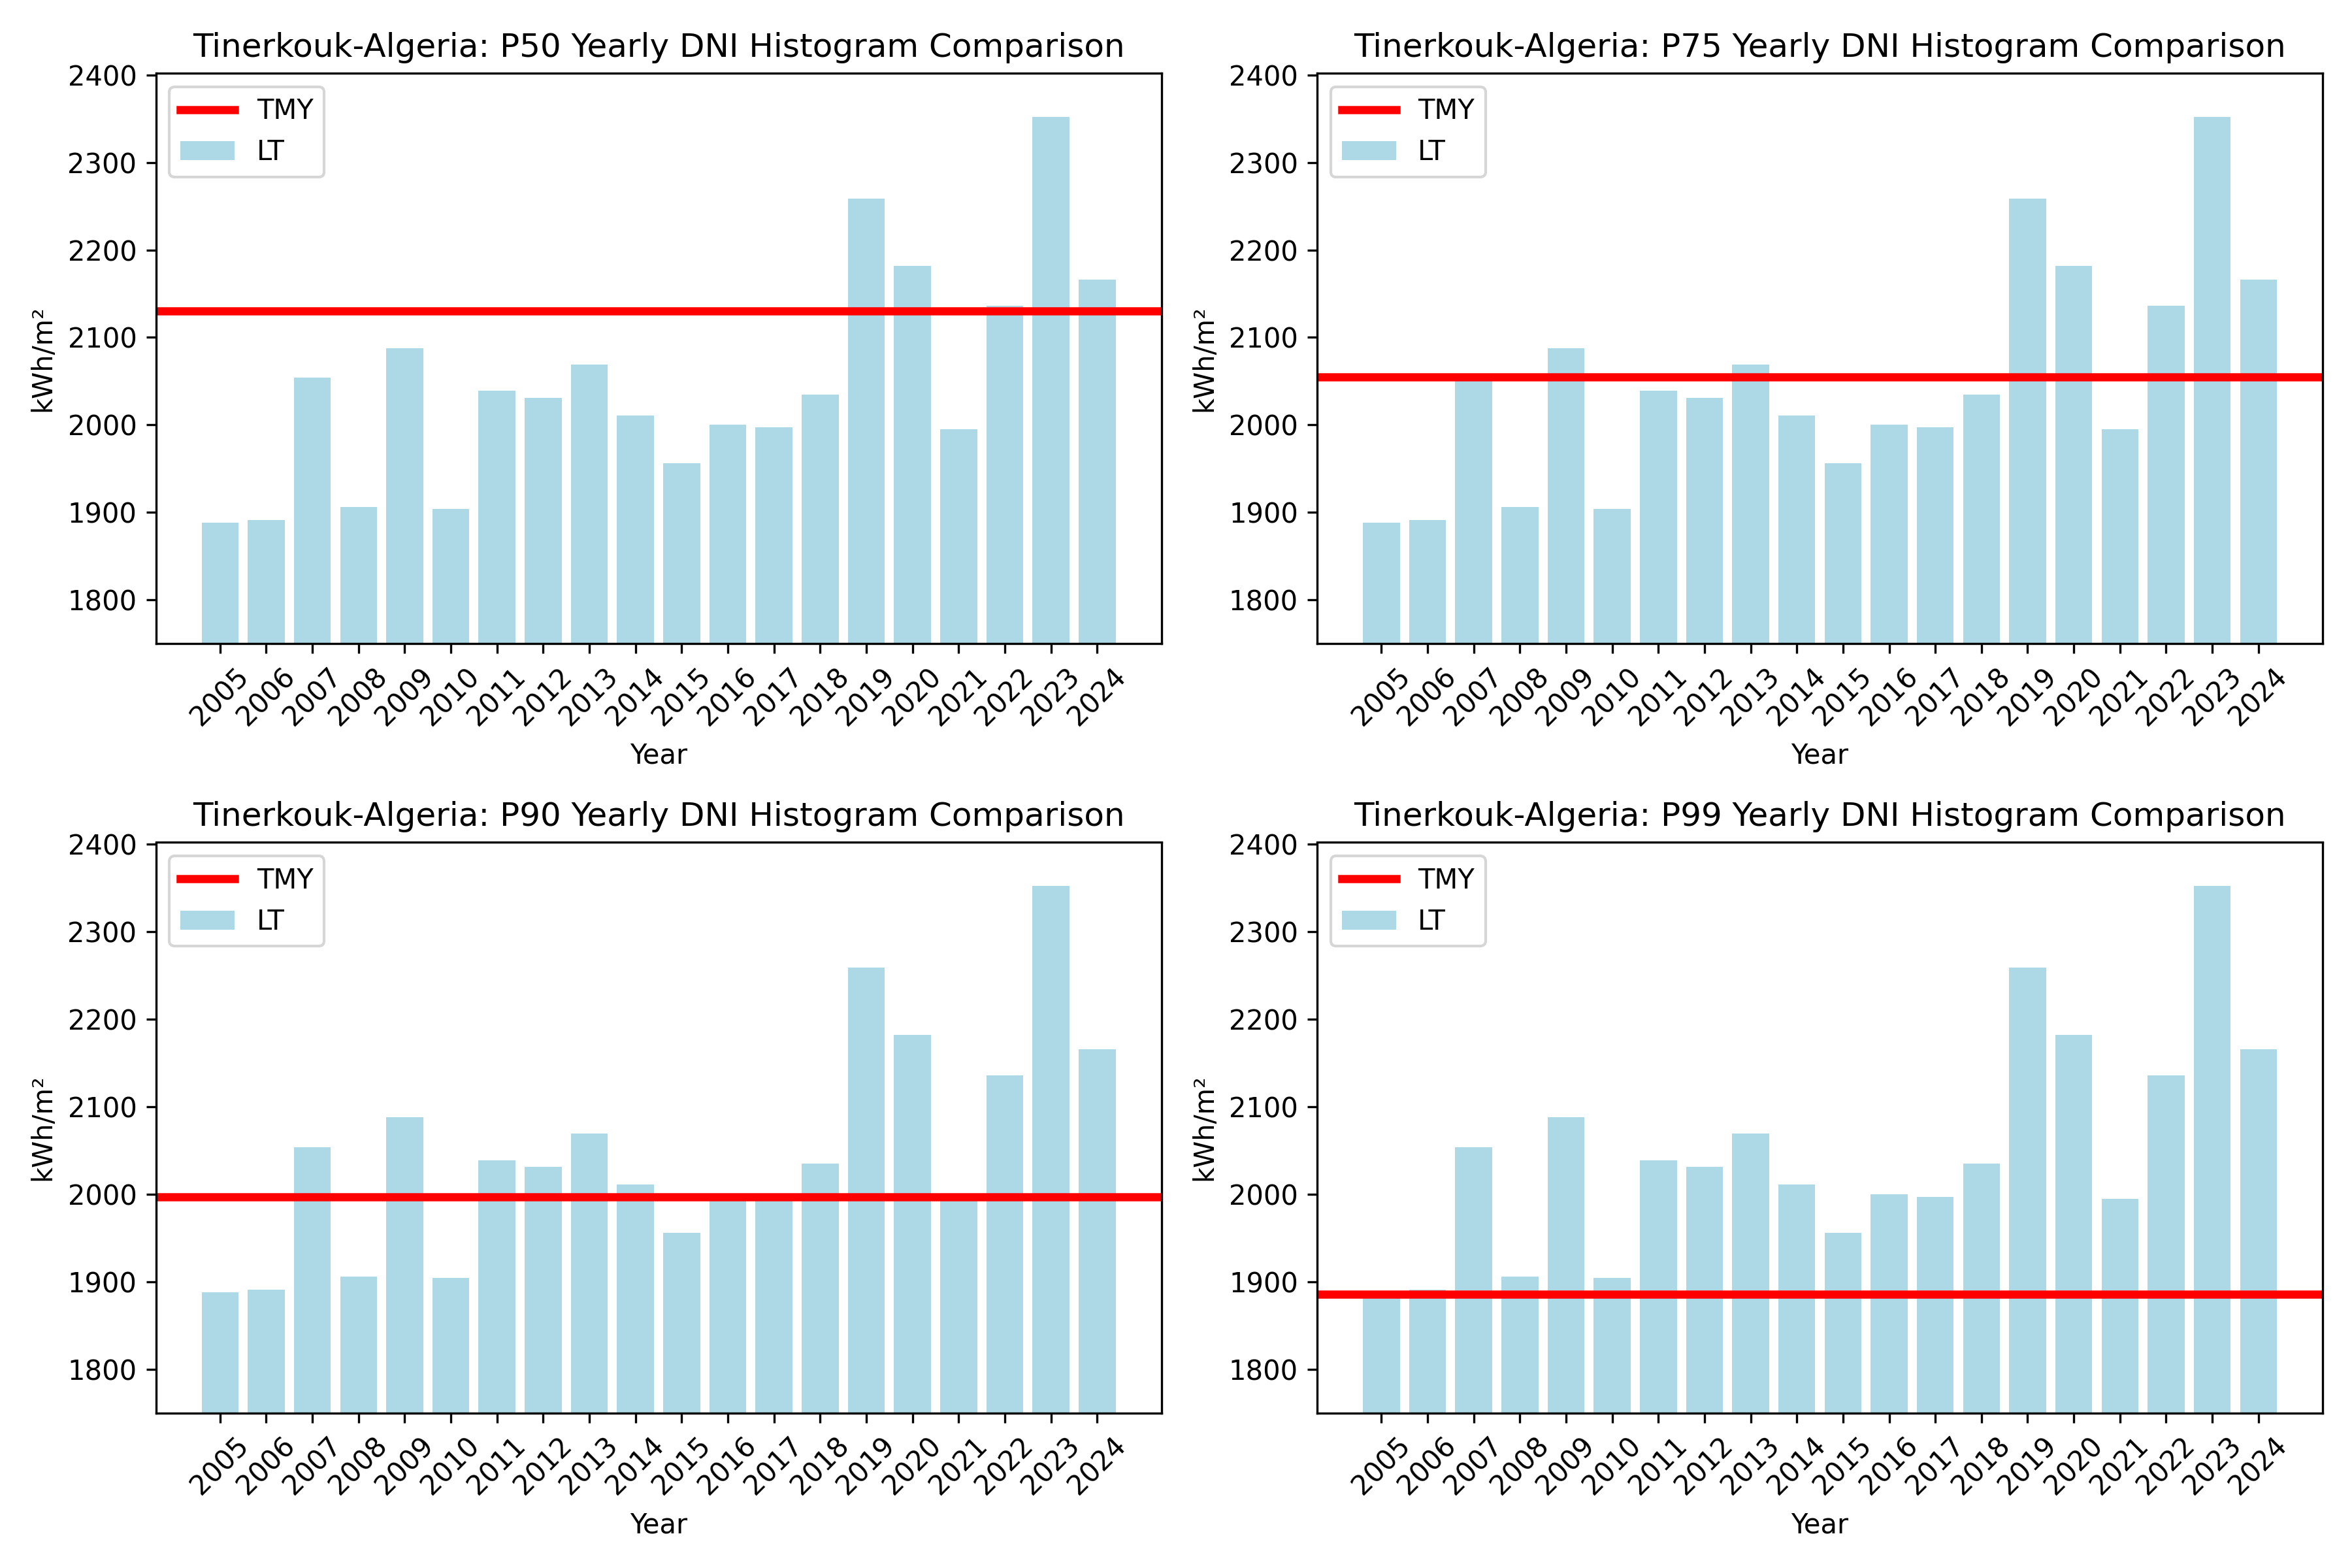 Tinerkouk-Algeria: P50 Yearly DNI Histogram Comparison
TMY
LT
2400
2300
2200
2100
2000
1900
1800
kWh/m²
2005 2006 2007 2008 2009 2010 2011 2012 2013 2014 2015 2016 2017 2018 2019 2020 2021 2022 2023 2024
Year
Tinerkouk-Algeria: P75 Yearly DNI Histogram Comparison
TMY
LT
2400
2300
2200
2100
2000
1900
1800
kWh/m²
2005 2006 2007 2008 2009 2010 2011 2012 2013 2014 2015 2016 2017 2018 2019 2020 2021 2022 2023 2024
Year
Tinerkouk-Algeria: P90 Yearly DNI Histogram Comparison
TMY
LT
2400
2300
2200
2100
2000
1900
1800
kWh/m²
2005 2006 2007 2008 2009 2010 2011 2012 2013 2014 2015 2016 2017 2018 2019 2020 2021 2022 2023 2024
Year
Tinerkouk-Algeria: P99 Yearly DNI Histogram Comparison
TMY
LT
2400
2300
2200
2100
2000
1900
1800
kWh/m²
2005 2006 2007 2008 2009 2010 2011 2012 2013 2014 2015 2016 2017 2018 2019 2020 2021 2022 2023 2024
Year